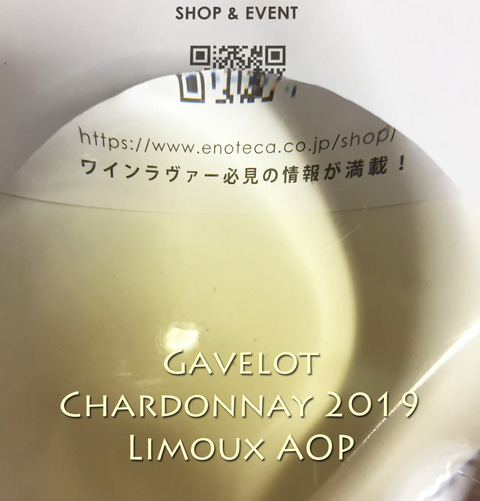 SHOP & EVENT
https://www.enoteca.co.jp/shop/
ワインラヴァー必見の情報が満載！
GAVELOT
CHARDONNAY 2019
LIMOUX AOP